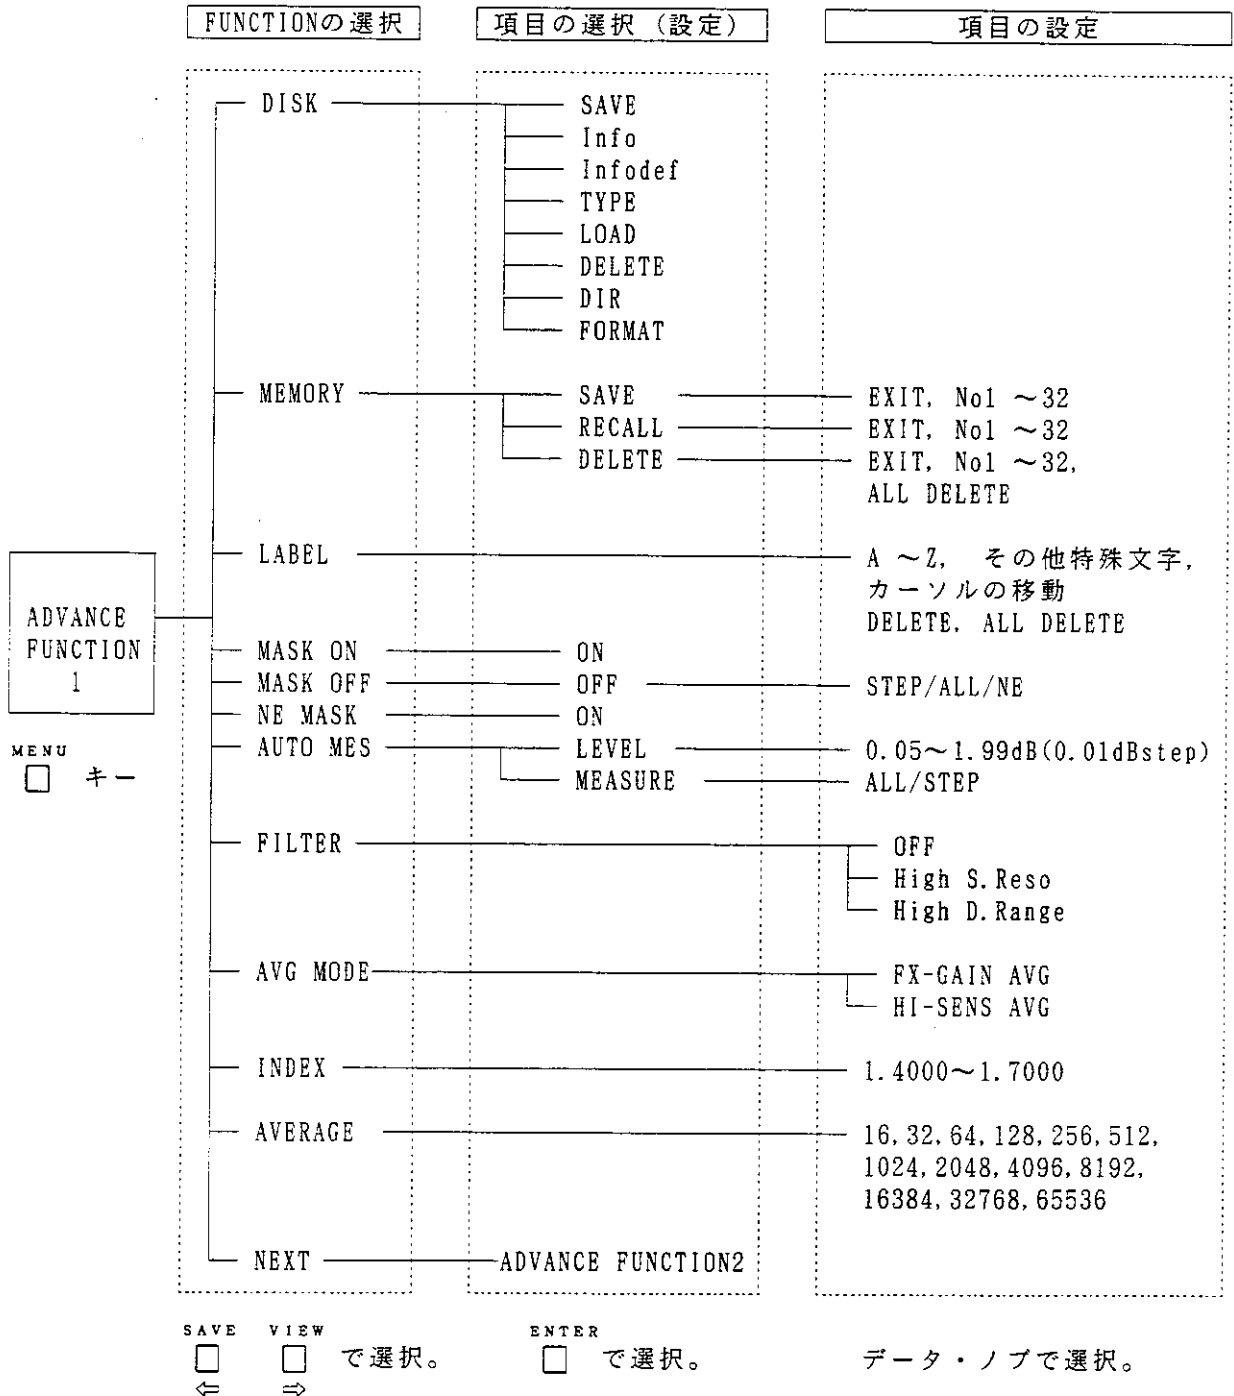 FUNCTIONの選択 項目の選択 (設定) 項目の設定
DISK SAVE
Info
Infodef
TYPE
LOAD
DELETE
DIR
FORMAT
MEMORY SAVE EXIT, No1 ～32
RECALL EXIT, No1 ～32
DELETE EXIT, No1 ～32,
ALL DELETE
LABEL A ～Z, その他特殊文字,
カーソルの移動
DELETE, ALL DELETE
ADVANCE
FUNCTION
1
MENU
キー
MASK ON ON
MASK OFF OFF STEP/ALL/NE
NE MASK ON
AUTO MES LEVEL 0.05～1.99dB(0.01dBstep)
MEASURE ALL/STEP
FILTER OFF
High S.Reso
High D.Range
AVG MODE FX-GAIN AVG
HI-SENS AVG
INDEX 1.4000～1.7000
AVERAGE 16,32,64,128,256,512,
1024,2048,4096,8192,
16384,32768,65536
NEXT ADVANCE FUNCTION2
SAVE VIEW ENTER
で選択。 で選択。 データ・ノブで選択。
⇦ ⇨